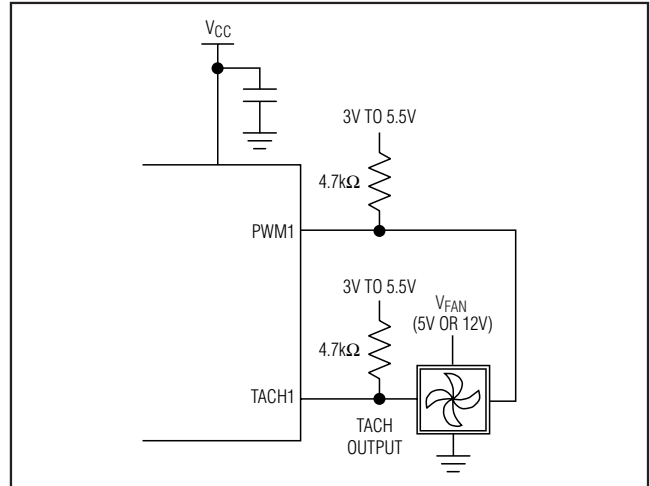 VCC
3V TO 5.5V
4.7kΩ
PWM1
3V TO 5.5V
VFAN
(5V OR 12V)
4.7kΩ
TACH1
TACH
OUTPUT